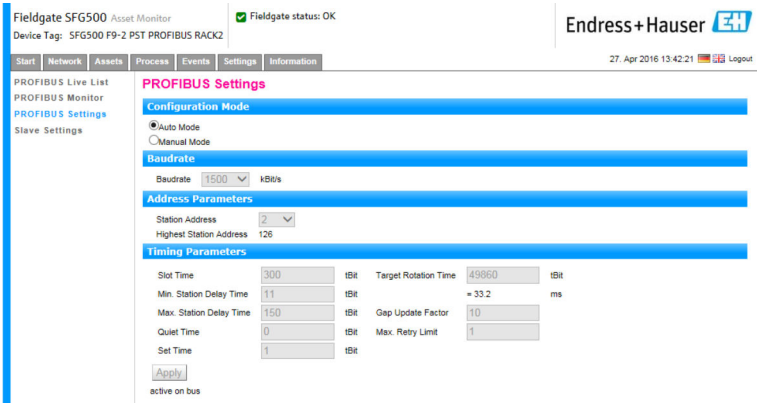 Fieldgate SFG500 Asset Monitor
Fieldgate status: OK
Device Tag: SFG500 F9-2 PST PROFIBUS RACK2
Endress+Hauser EH
Start Network Assets Process Events Settings Information
27. Apr 2016 13:42:21 Logout
PROFIBUS Live List
PROFIBUS Monitor
PROFIBUS Settings
Slave Settings
PROFIBUS Settings
Configuration Mode
Auto Mode
Manual Mode
Baudrate
Baudrate 1500 kBit/s
Address Parameters
Station Address 2
Highest Station Address 126
Timing Parameters
Slot Time 300 tBit Target Rotation Time 49860 tBit
Min. Station Delay Time 11 tBit = 33.2 ms
Max. Station Delay Time 150 tBit Gap Update Factor 10
Quiet Time 0 tBit Max. Retry Limit 1
Set Time 1 tBit
Apply
active on bus